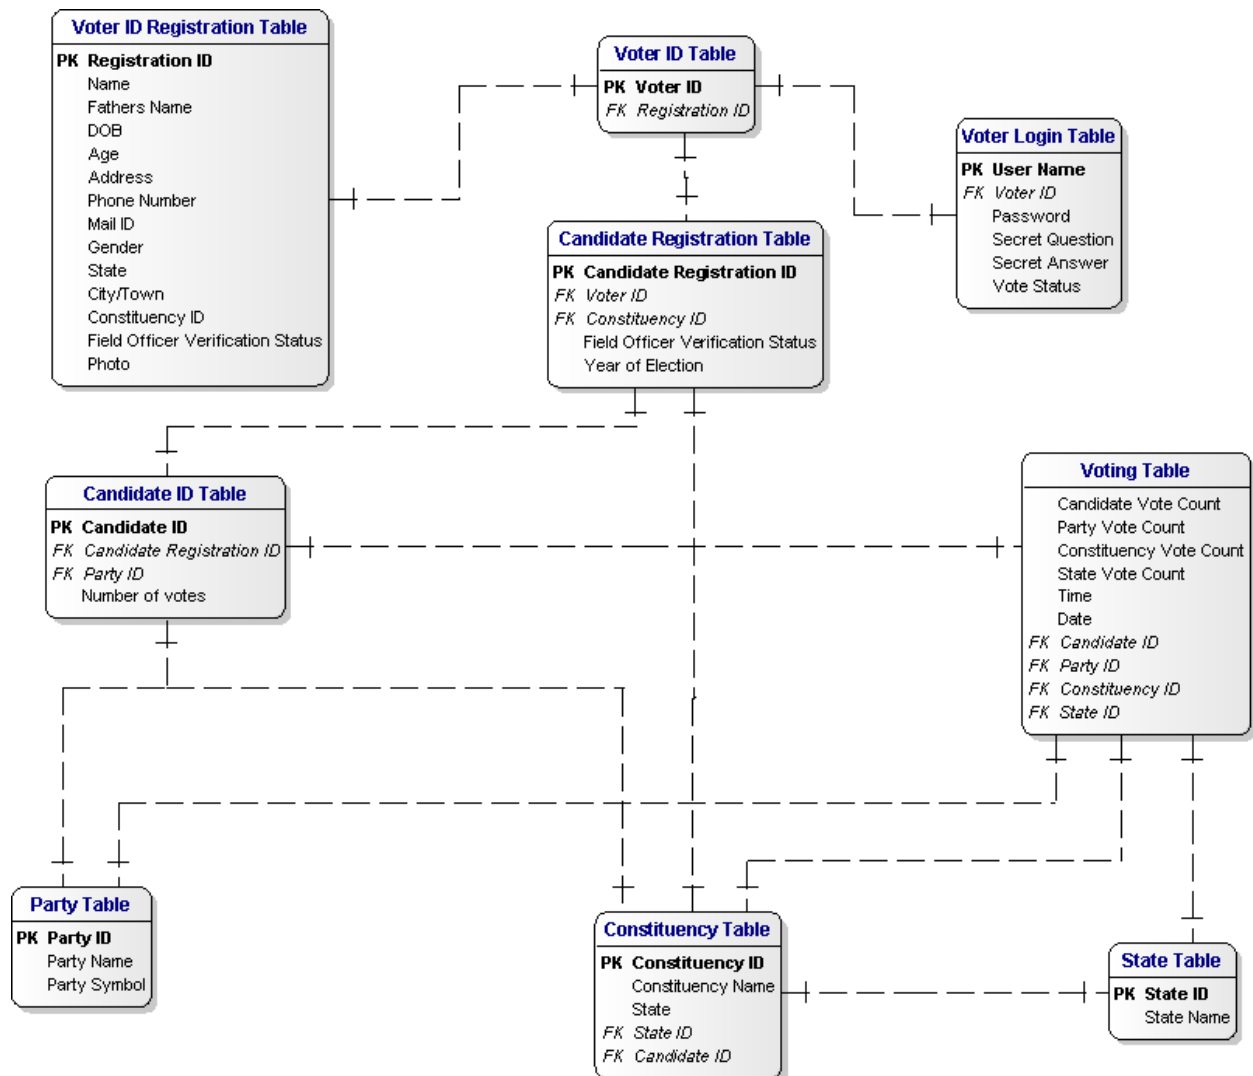 Voter ID Registration Table
PK Registration ID
Name
Fathers Name
DOB
Age
Address
Phone Number
Mail ID
Gender
State
City/Town
Constituency ID
Field Officer Verification Status
Photo
Voter ID Table
PK Voter ID
FK Registration ID
Voter Login Table
PK User Name
FK Voter ID
Password
Secret Question
Secret Answer
Vote Status
Candidate Registration Table
PK Candidate Registration ID
FK Voter ID
FK Constituency ID
Field Officer Verification Status
Year of Election
Candidate ID Table
PK Candidate ID
FK Candidate Registration ID
FK Party ID
Number of votes
Voting Table
Candidate Vote Count
Party Vote Count
Constituency Vote Count
State Vote Count
Time
Date
FK Candidate ID
FK Party ID
FK Constituency ID
FK State ID
Party Table
PK Party ID
Party Name
Party Symbol
Constituency Table
PK Constituency ID
Constituency Name
State
FK State ID
FK Candidate ID
State Table
PK State ID
State Name